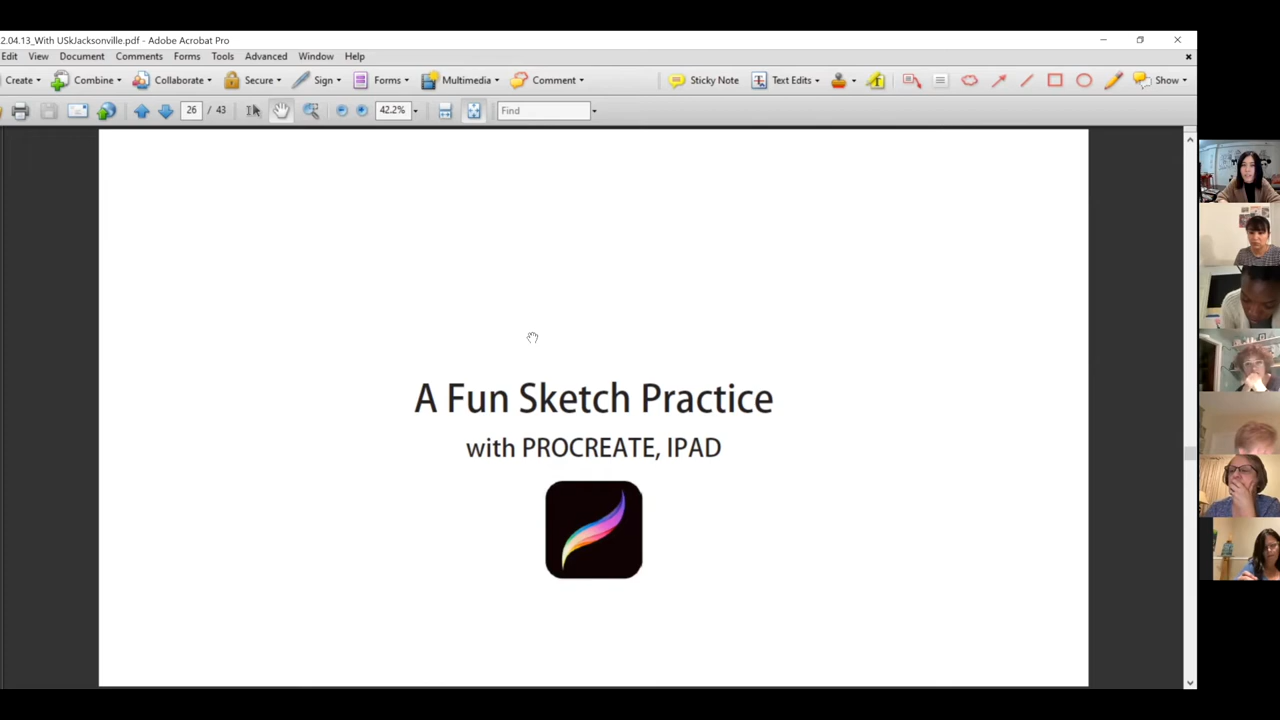 2.04.13_With USkJacksonville.pdf - Adobe Acrobat Pro
Edit View Document Comments Forms Tools Advanced Window Help
Create Combine Collaborate Secure Sign Forms Multimedia Comment Sticky Note Text Edits Show
26 / 43 42.2% Find
A Fun Sketch Practice
with PROCREATE, IPAD